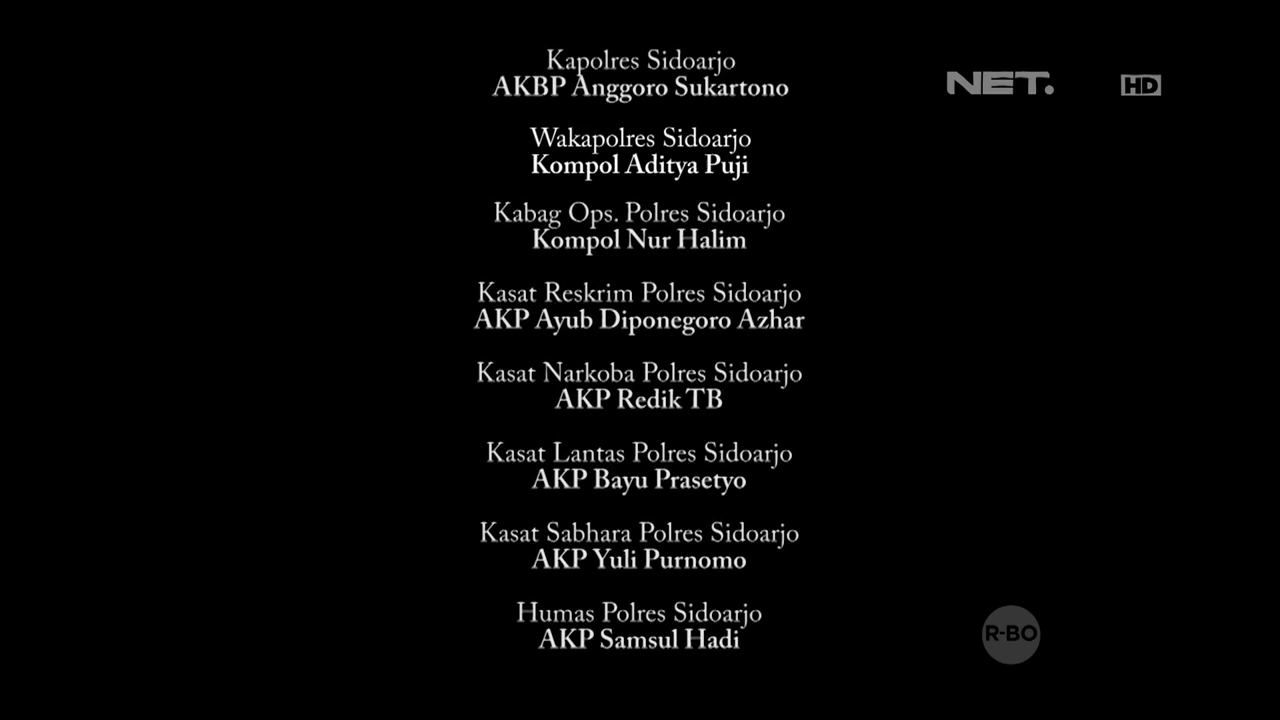 Kapolres Sidoarjo
AKBP Anggoro Sukartono
NET.
HD
Wakapolres Sidoarjo
Kompol Aditya Puji
Kabag Ops. Polres Sidoarjo
Kompol Nur Halim
Kasat Reskrim Polres Sidoarjo
AKP Ayub Diponegoro Azhar
Kasat Narkoba Polres Sidoarjo
AKP Redik TB
Kasat Lantas Polres Sidoarjo
AKP Bayu Prasetyo
Kasat Sabhara Polres Sidoarjo
AKP Yuli Purnomo
Humas Polres Sidoarjo
AKP Samsul Hadi
R-BO